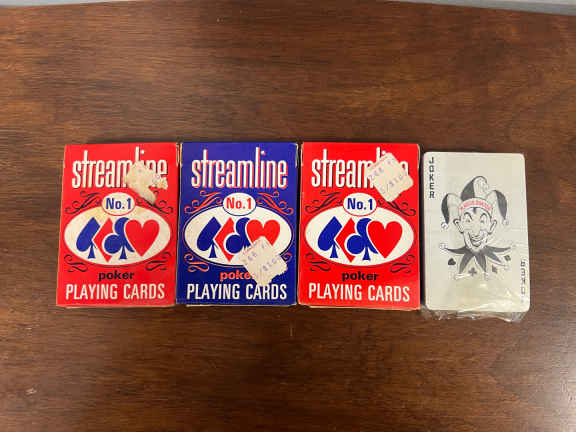 streamline
No.1
poker
PLAYING CARDS
streamline
No.1
poker
PLAYING CARDS
streamline
No.1
poker
PLAYING CARDS
JOKER
JOKER